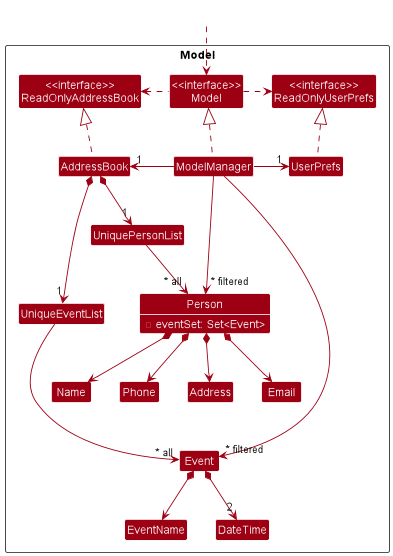 Model
<<interface>>
ReadOnlyAddressBook
<<interface>>
Model
<<interface>>
ReadOnlyUserPrefs
AddressBook
1
ModelManager
1
UserPrefs
1
UniquePersonList
* all
* filtered
1
UniqueEventList
Person
eventSet: Set<Event>
Name
Phone
Address
Email
* all
* filtered
Event
2
EventName
DateTime